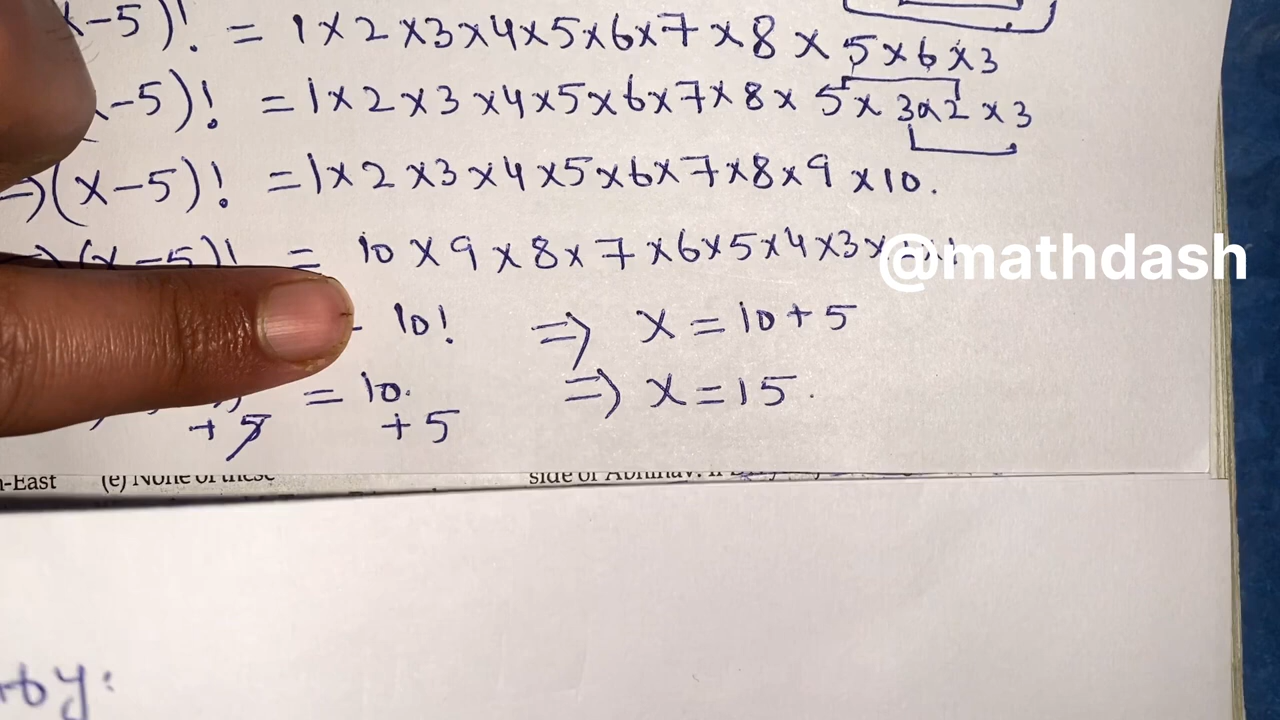 x-5)! = 1×2×3×4×5×6×7×8×5×6×3
x-5)! = 1×2×3×4×5×6×7×8×5×3×2×3
⇒(x-5)! = 1×2×3×4×5×6×7×8×9×10.
⇒(x-5)! = 10×9×8×7×6×5×4×3×
@mathdash
10! ⇒ x = 10+5
= 10. ⇒ x = 15.
+5 +5
-East (e) None of these side of Abhinav. If
by: